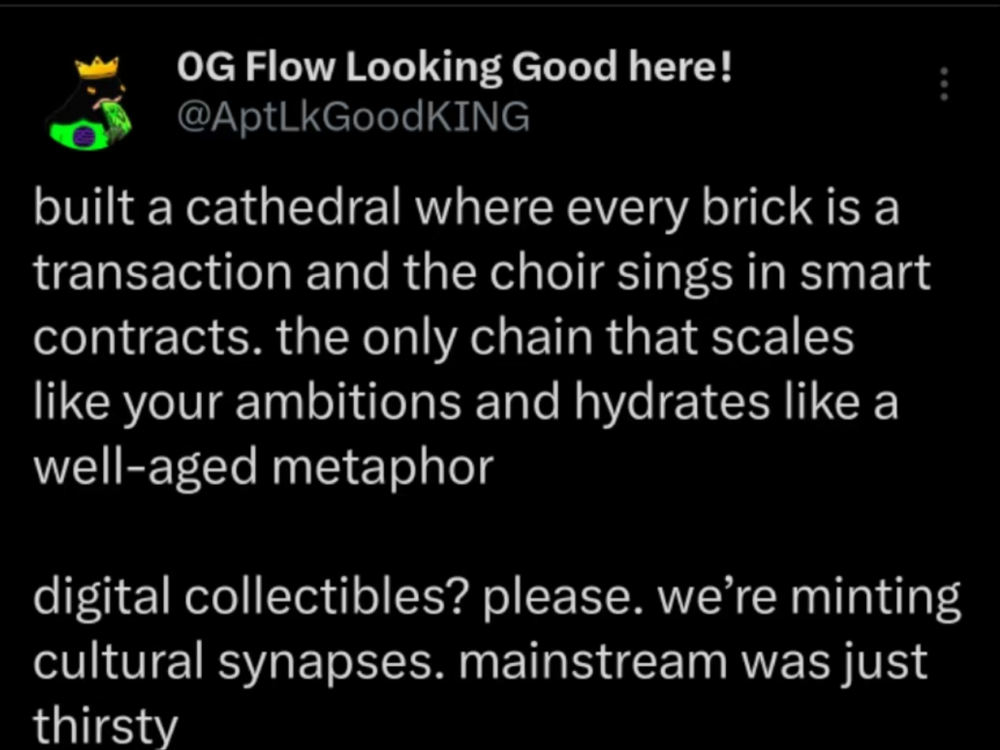 OG Flow Looking Good here!
@AptLkGoodKING
built a cathedral where every brick is a
transaction and the choir sings in smart
contracts. the only chain that scales
like your ambitions and hydrates like a
well-aged metaphor
digital collectibles? please. we’re minting
cultural synapses. mainstream was just
thirsty